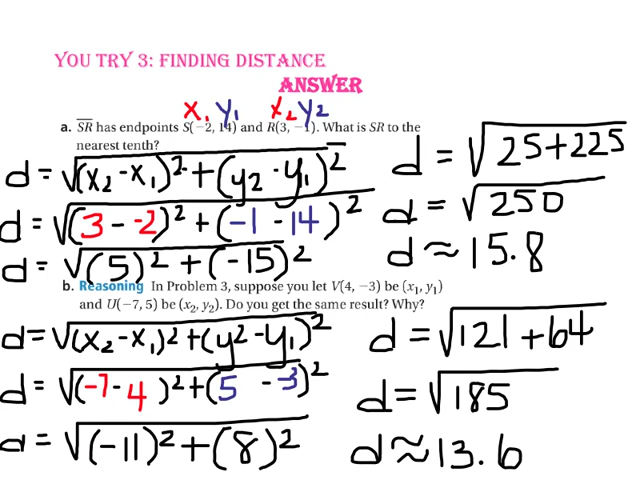 YOU TRY 3: FINDING DISTANCE
ANSWER
x₁ y₁ x₂ y₂
a. SR has endpoints S(−2, 14) and R(3, −1). What is SR to the
nearest tenth?
d = √(x₂ - x₁)² + (y₂ - y₁)²
d = √(3 - -2)² + (-1 - 14)²
d = √(5)² + (-15)²
d = √25 + 225
d = √250
d ≈ 15.8
b. Reasoning In Problem 3, suppose you let V(4, −3) be (x₁, y₁)
and U(−7, 5) be (x₂, y₂). Do you get the same result? Why?
d = √(x₂ - x₁)² + (y₂ - y₁)²
d = √(-7 - 4)² + (5 - -3)²
d = √(-11)² + (8)²
d = √121 + 64
d = √185
d ≈ 13.6